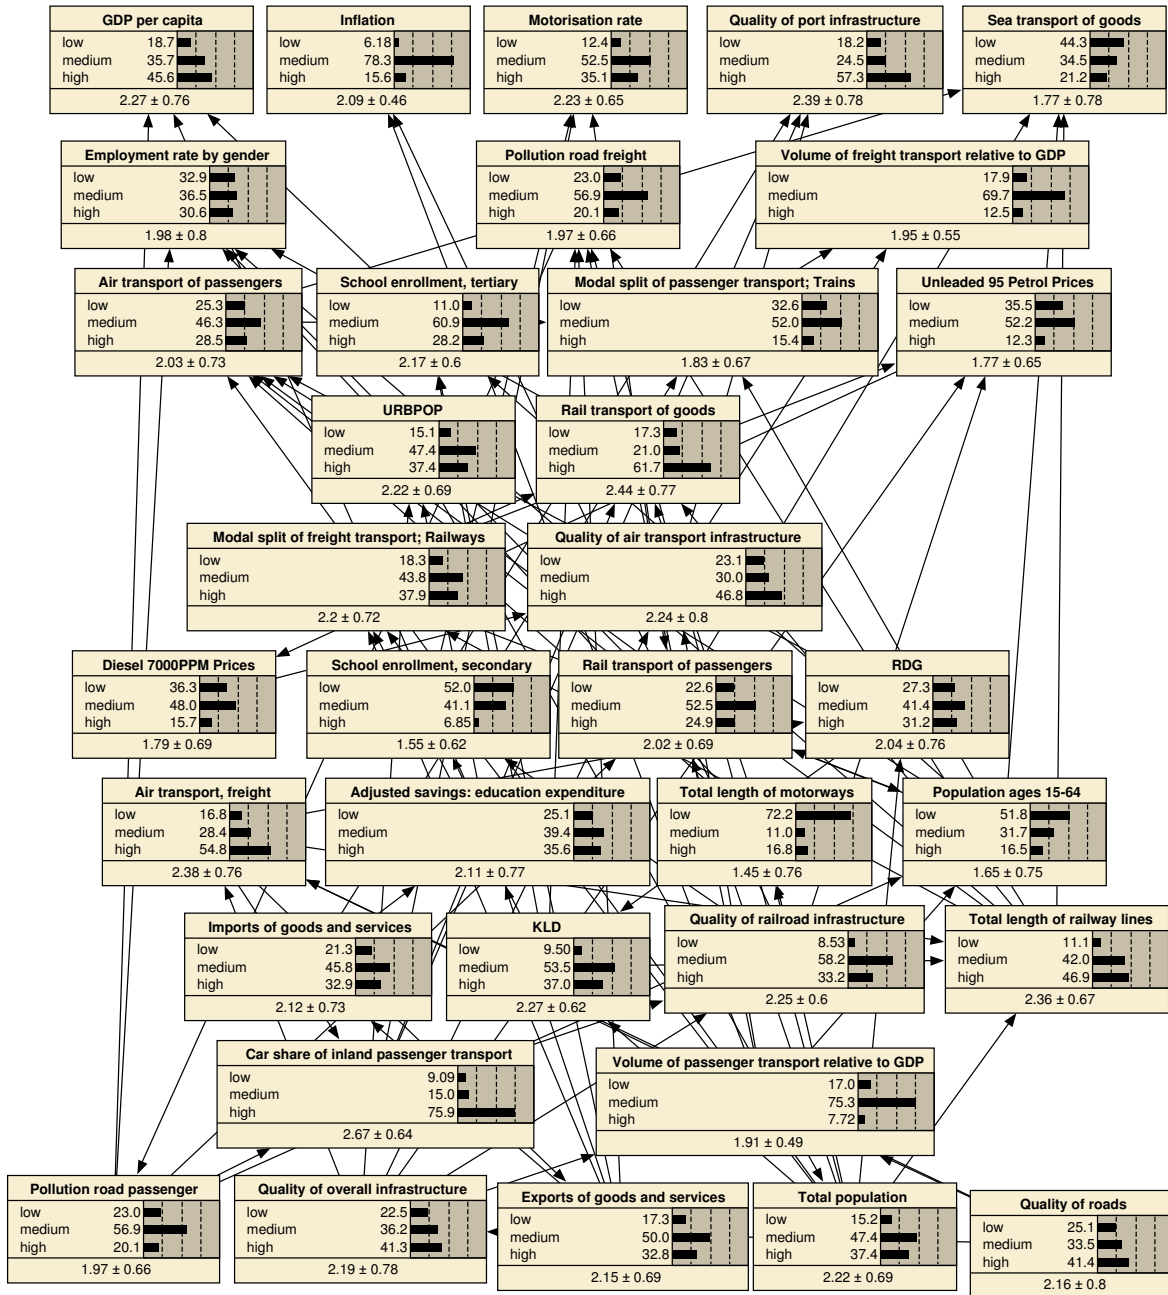 GDP per capita
low 18.7
medium 35.7
high 45.6
2.27 ± 0.76
Inflation
low 6.18
medium 78.3
high 15.6
2.09 ± 0.46
Motorisation rate
low 12.4
medium 52.5
high 35.1
2.23 ± 0.65
Quality of port infrastructure
low 18.2
medium 24.5
high 57.3
2.39 ± 0.78
Sea transport of goods
low 44.3
medium 34.5
high 21.2
1.77 ± 0.78
Employment rate by gender
low 32.9
medium 36.5
high 30.6
1.98 ± 0.8
Pollution road freight
low 23.0
medium 56.9
high 20.1
1.97 ± 0.66
Volume of freight transport relative to GDP
low 17.9
medium 69.7
high 12.5
1.95 ± 0.55
Air transport of passengers
low 25.3
medium 46.3
high 28.5
2.03 ± 0.73
School enrollment, tertiary
low 11.0
medium 60.9
high 28.2
2.17 ± 0.6
Modal split of passenger transport; Trains
low 32.6
medium 52.0
high 15.4
1.83 ± 0.67
Unleaded 95 Petrol Prices
low 35.5
medium 52.2
high 12.3
1.77 ± 0.65
URBPOP
low 15.1
medium 47.4
high 37.4
2.22 ± 0.69
Rail transport of goods
low 17.3
medium 21.0
high 61.7
2.44 ± 0.77
Modal split of freight transport; Railways
low 18.3
medium 43.8
high 37.9
2.2 ± 0.72
Quality of air transport infrastructure
low 23.1
medium 30.0
high 46.8
2.24 ± 0.8
Diesel 7000PPM Prices
low 36.3
medium 48.0
high 15.7
1.79 ± 0.69
School enrollment, secondary
low 52.0
medium 41.1
high 6.85
1.55 ± 0.62
Rail transport of passengers
low 22.6
medium 52.5
high 24.9
2.02 ± 0.69
RDG
low 27.3
medium 41.4
high 31.2
2.04 ± 0.76
Air transport, freight
low 16.8
medium 28.4
high 54.8
2.38 ± 0.76
Adjusted savings: education expenditure
low 25.1
medium 39.4
high 35.6
2.11 ± 0.77
Total length of motorways
low 72.2
medium 11.0
high 16.8
1.45 ± 0.76
Population ages 15-64
low 51.8
medium 31.7
high 16.5
1.65 ± 0.75
Imports of goods and services
low 21.3
medium 45.8
high 32.9
2.12 ± 0.73
KLD
low 9.50
medium 53.5
high 37.0
2.27 ± 0.62
Quality of railroad infrastructure
low 8.53
medium 58.2
high 33.2
2.25 ± 0.6
Total length of railway lines
low 11.1
medium 42.0
high 46.9
2.36 ± 0.67
Car share of inland passenger transport
low 9.09
medium 15.0
high 75.9
2.67 ± 0.64
Volume of passenger transport relative to GDP
low 17.0
medium 75.3
high 7.72
1.91 ± 0.49
Pollution road passenger
low 23.0
medium 56.9
high 20.1
1.97 ± 0.66
Quality of overall infrastructure
low 22.5
medium 36.2
high 41.3
2.19 ± 0.78
Exports of goods and services
low 17.3
medium 50.0
high 32.8
2.15 ± 0.69
Total population
low 15.2
medium 47.4
high 37.4
2.22 ± 0.69
Quality of roads
low 25.1
medium 33.5
high 41.4
2.16 ± 0.8